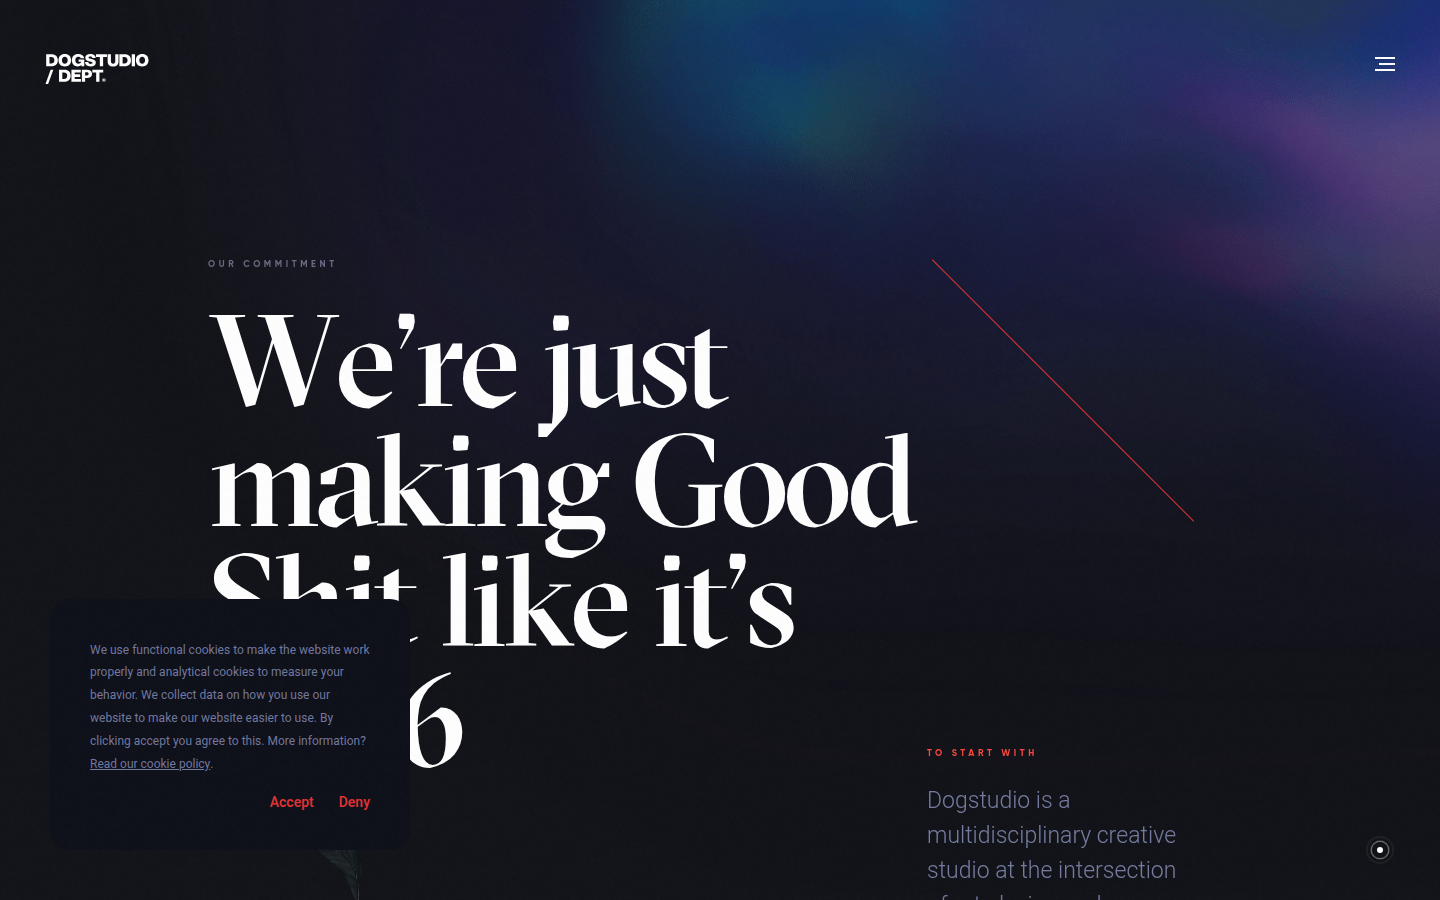 DOGSTUDIO
/ DEPT.
OUR COMMITMENT
We're just
making Good
Shit like it's
6
We use functional cookies to make the website work
properly and analytical cookies to measure your
behavior. We collect data on how you use our
website to make our website easier to use. By
clicking accept you agree to this. More information?
Read our cookie policy.
Accept Deny
TO START WITH
Dogstudio is a
multidisciplinary creative
studio at the intersection